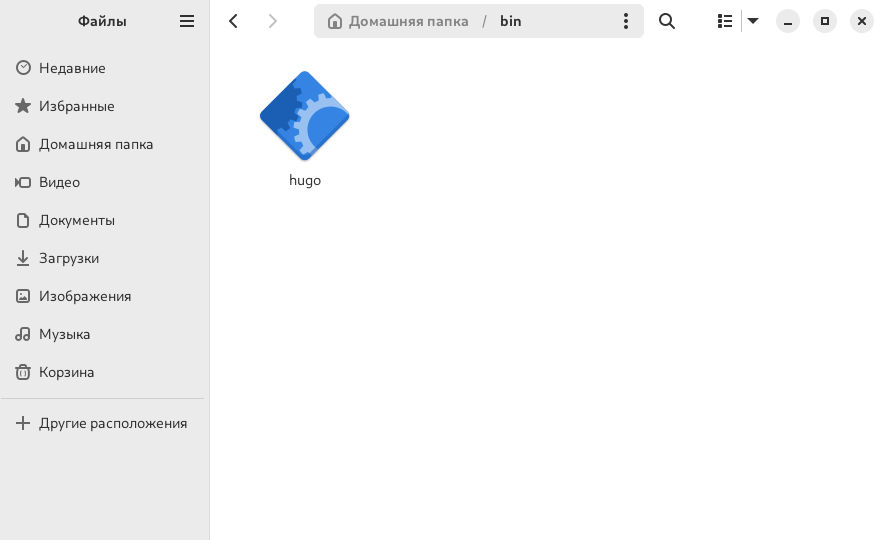 Файлы
Домашняя папка / bin
Недавние
Избранные
Домашняя папка
Видео
Документы
Загрузки
Изображения
Музыка
Корзина
Другие расположения
hugo